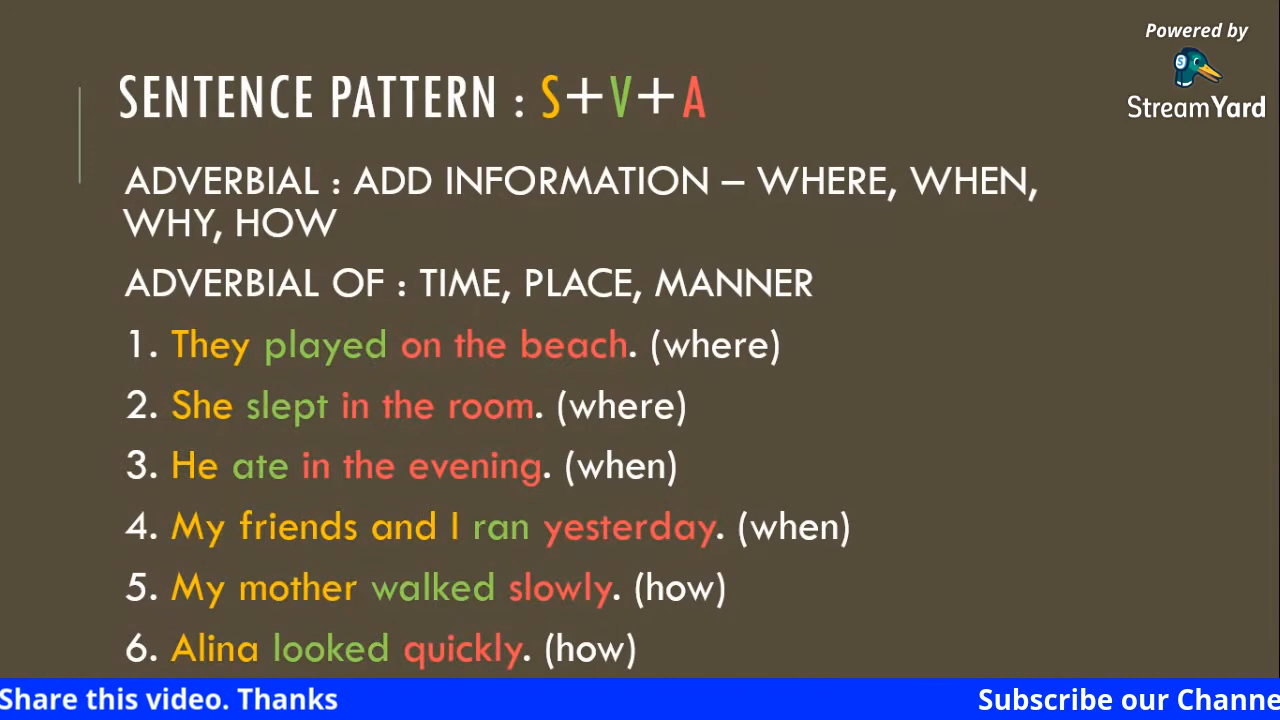 Powered by
StreamYard
SENTENCE PATTERN : S+V+A
ADVERBIAL : ADD INFORMATION – WHERE, WHEN,
WHY, HOW
ADVERBIAL OF : TIME, PLACE, MANNER
1. They played on the beach. (where)
2. She slept in the room. (where)
3. He ate in the evening. (when)
4. My friends and I ran yesterday. (when)
5. My mother walked slowly. (how)
6. Alina looked quickly. (how)
Share this video. Thanks
Subscribe our Channe